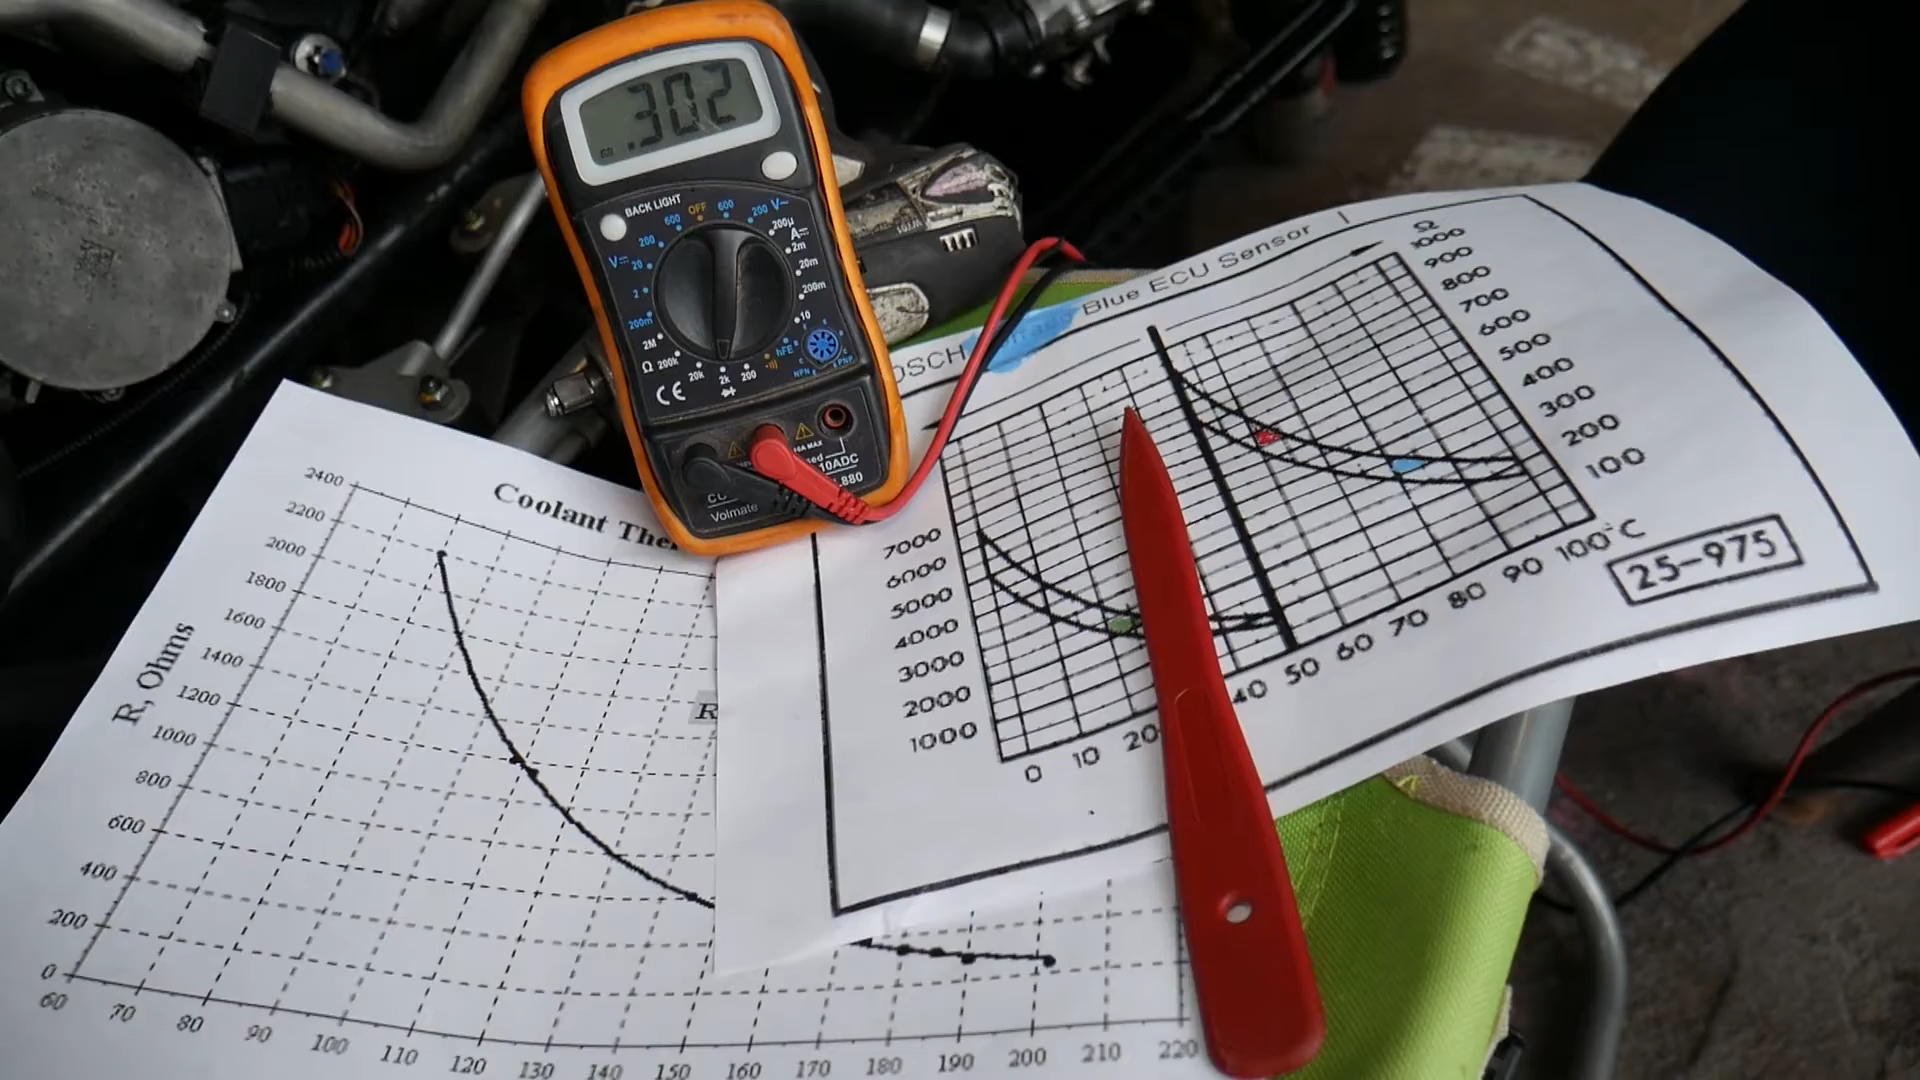 .302
BACK LIGHT
OFF
600
200
V~
600
200
V⎓
20
2
200m
2M
Ω
200k
20k
2k
200
200µ
A⎓
2m
20m
200m
10
hFE
NPN
PNP
CE
10ADC
Volmate
Blue ECU Sensor
Ω
1000
900
800
700
600
500
400
300
200
100
7000
6000
5000
4000
3000
2000
1000
0 10 20 40 50 60 70 80 90 100°C
25-975
Coolant
R, Ohms
2400
2200
2000
1800
1600
1400
1200
1000
800
600
400
200
0
60 70 80 90 100 110 120 130 140 150 160 170 180 190 200 210 220
R